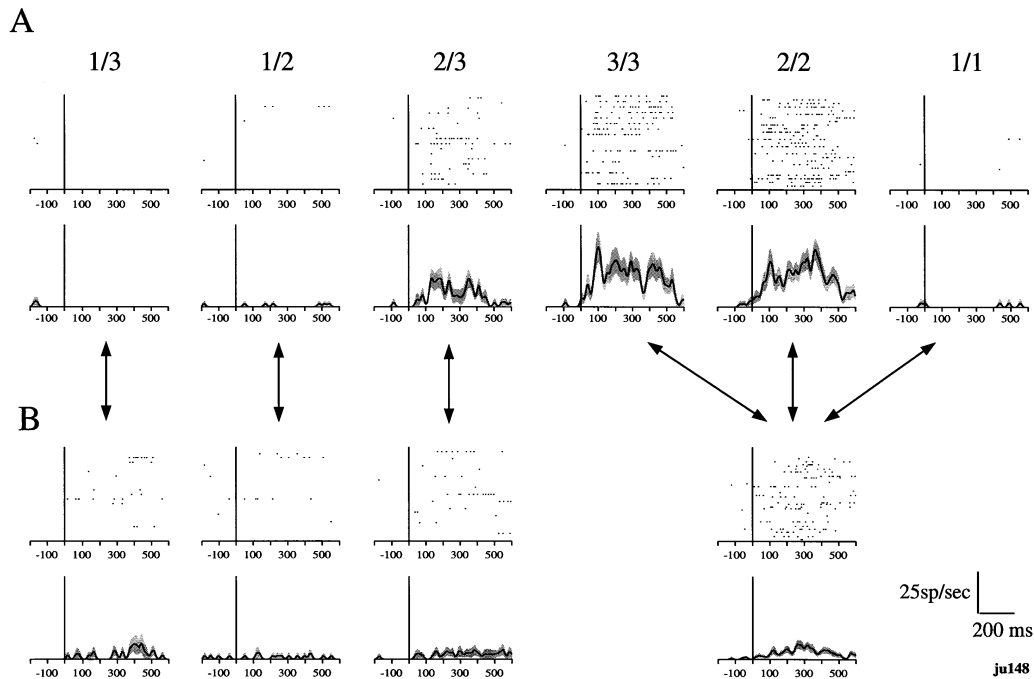 A
1/3 1/2 2/3 3/3 2/2 1/1
-100 100 300 500 -100 100 300 500 -100 100 300 500 -100 100 300 500 -100 100 300 500 -100 100 300 500
-100 100 300 500 -100 100 300 500 -100 100 300 500 -100 100 300 500 -100 100 300 500 -100 100 300 500
B
-100 100 300 500 -100 100 300 500 -100 100 300 500 -100 100 300 500
25sp/sec
200 ms
-100 100 300 500 -100 100 300 500 -100 100 300 500 -100 100 300 500
ju148